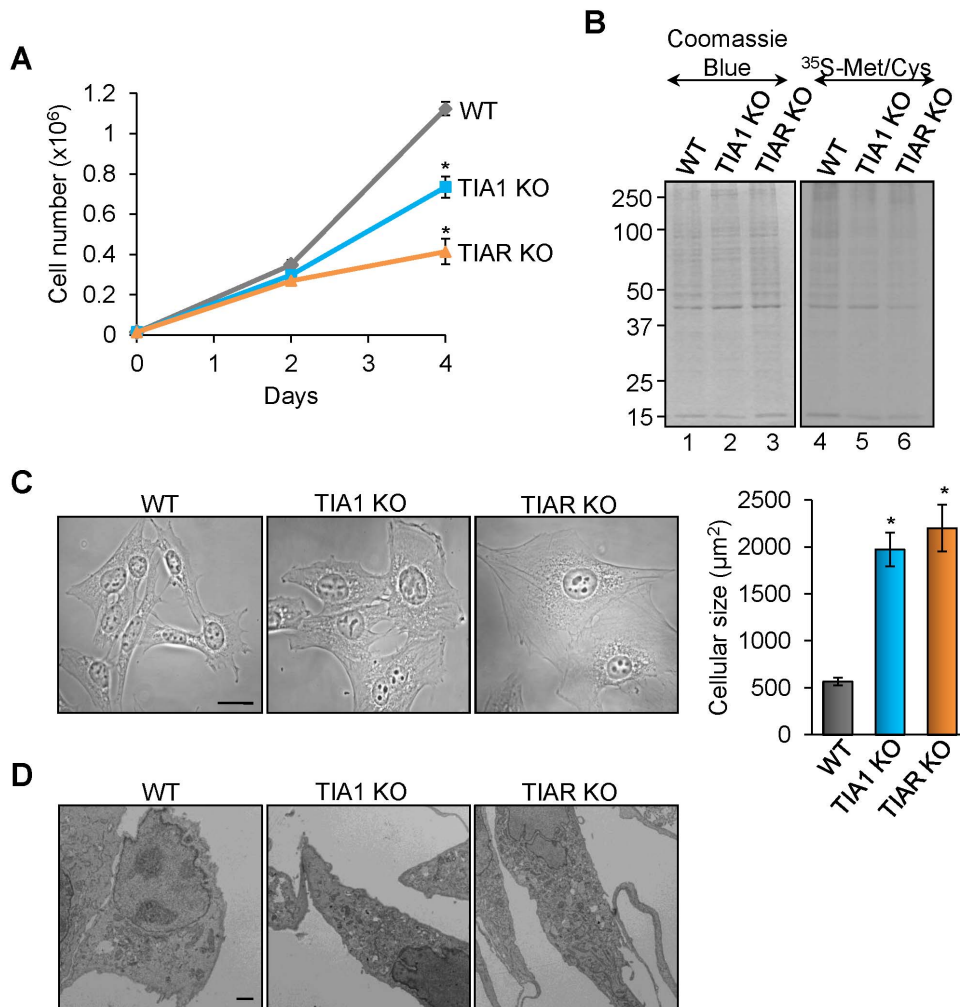 A
Cell number (x10⁶)
1.2
1
0.8
0.6
0.4
0.2
0
0
1
2
3
4
Days
WT
*
TIA1 KO
*
TIAR KO
B
Coomassie
Blue
³⁵S-Met/Cys
WT
TIA1 KO
TIAR KO
WT
TIA1 KO
TIAR KO
250
100
50
37
25
15
1 2 3 4 5 6
C
WT
TIA1 KO
TIAR KO
Cellular size (µm²)
2500
2000
1500
1000
500
0
*
*
WT
TIA1 KO
TIAR KO
D
WT
TIA1 KO
TIAR KO